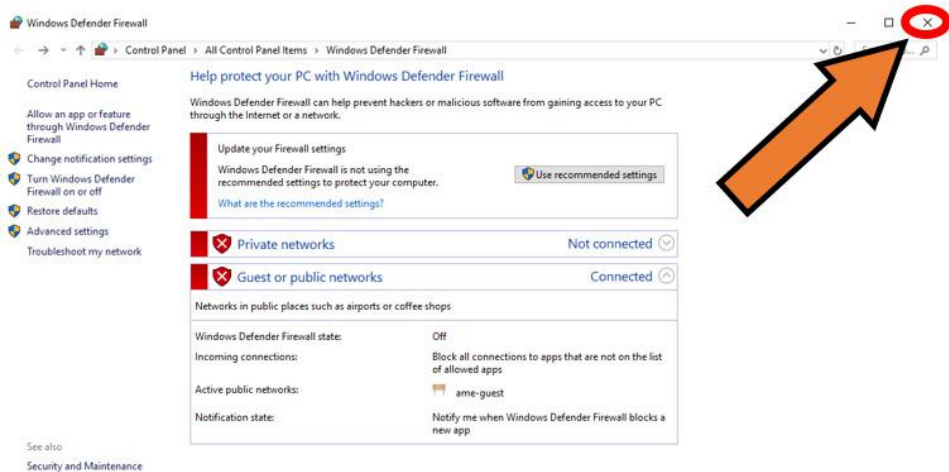 Windows Defender Firewall
Control Panel > All Control Panel Items > Windows Defender Firewall
Control Panel Home
Allow an app or feature
through Windows Defender
Firewall
Change notification settings
Turn Windows Defender
Firewall on or off
Restore defaults
Advanced settings
Troubleshoot my network
Help protect your PC with Windows Defender Firewall
Windows Defender Firewall can help prevent hackers or malicious software from gaining access to your PC
through the Internet or a network.
Update your Firewall settings
Windows Defender Firewall is not using the
recommended settings to protect your computer.
Use recommended settings
What are the recommended settings?
Private networks Not connected
Guest or public networks Connected
Networks in public places such as airports or coffee shops
Windows Defender Firewall state: Off
Incoming connections: Block all connections to apps that are not on the list
of allowed apps
Active public networks: ame-guest
Notification state: Notify me when Windows Defender Firewall blocks a
new app
See also
Security and Maintenance